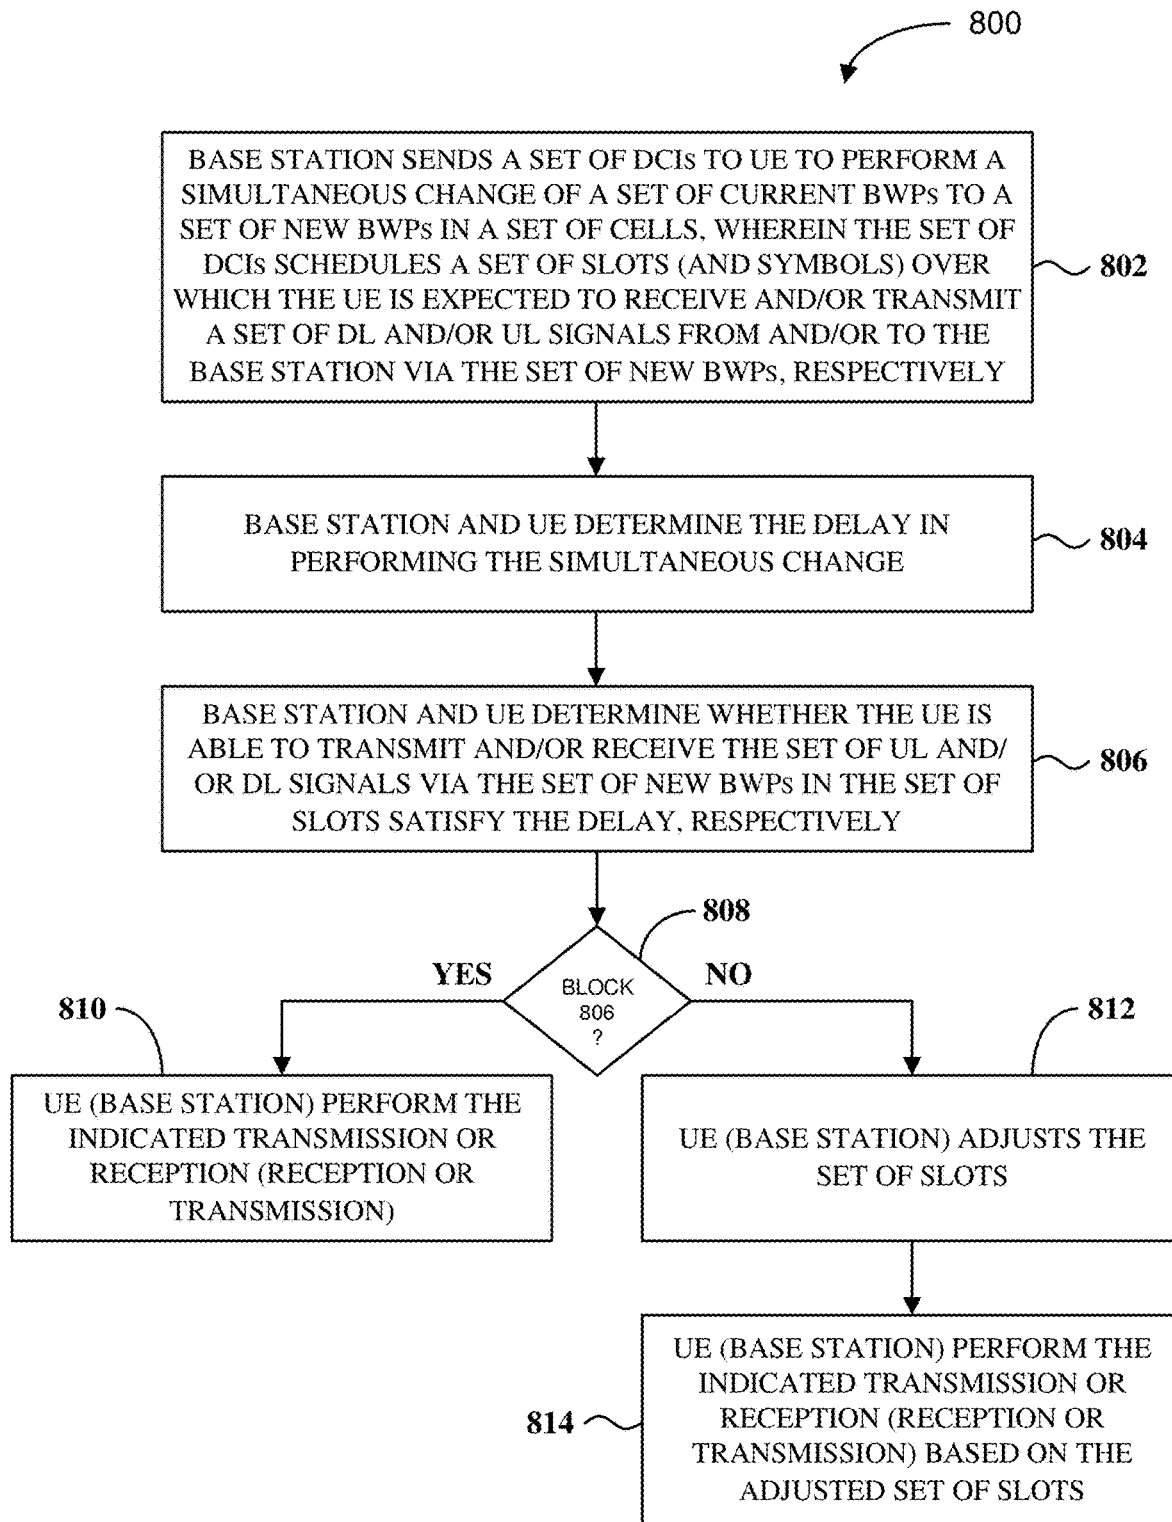 800
BASE STATION SENDS A SET OF DCIs TO UE TO PERFORM A
SIMULTANEOUS CHANGE OF A SET OF CURRENT BWPs TO A
SET OF NEW BWPs IN A SET OF CELLS, WHEREIN THE SET OF
DCIs SCHEDULES A SET OF SLOTS (AND SYMBOLS) OVER
WHICH THE UE IS EXPECTED TO RECEIVE AND/OR TRANSMIT
A SET OF DL AND/OR UL SIGNALS FROM AND/OR TO THE
BASE STATION VIA THE SET OF NEW BWPs, RESPECTIVELY
802
BASE STATION AND UE DETERMINE THE DELAY IN
PERFORMING THE SIMULTANEOUS CHANGE
804
BASE STATION AND UE DETERMINE WHETHER THE UE IS
ABLE TO TRANSMIT AND/OR RECEIVE THE SET OF UL AND/
OR DL SIGNALS VIA THE SET OF NEW BWPs IN THE SET OF
SLOTS SATISFY THE DELAY, RESPECTIVELY
806
808
YES
BLOCK
806
?
NO
810
UE (BASE STATION) PERFORM THE
INDICATED TRANSMISSION OR
RECEPTION (RECEPTION OR
TRANSMISSION)
812
UE (BASE STATION) ADJUSTS THE
SET OF SLOTS
814
UE (BASE STATION) PERFORM THE
INDICATED TRANSMISSION OR
RECEPTION (RECEPTION OR
TRANSMISSION) BASED ON THE
ADJUSTED SET OF SLOTS